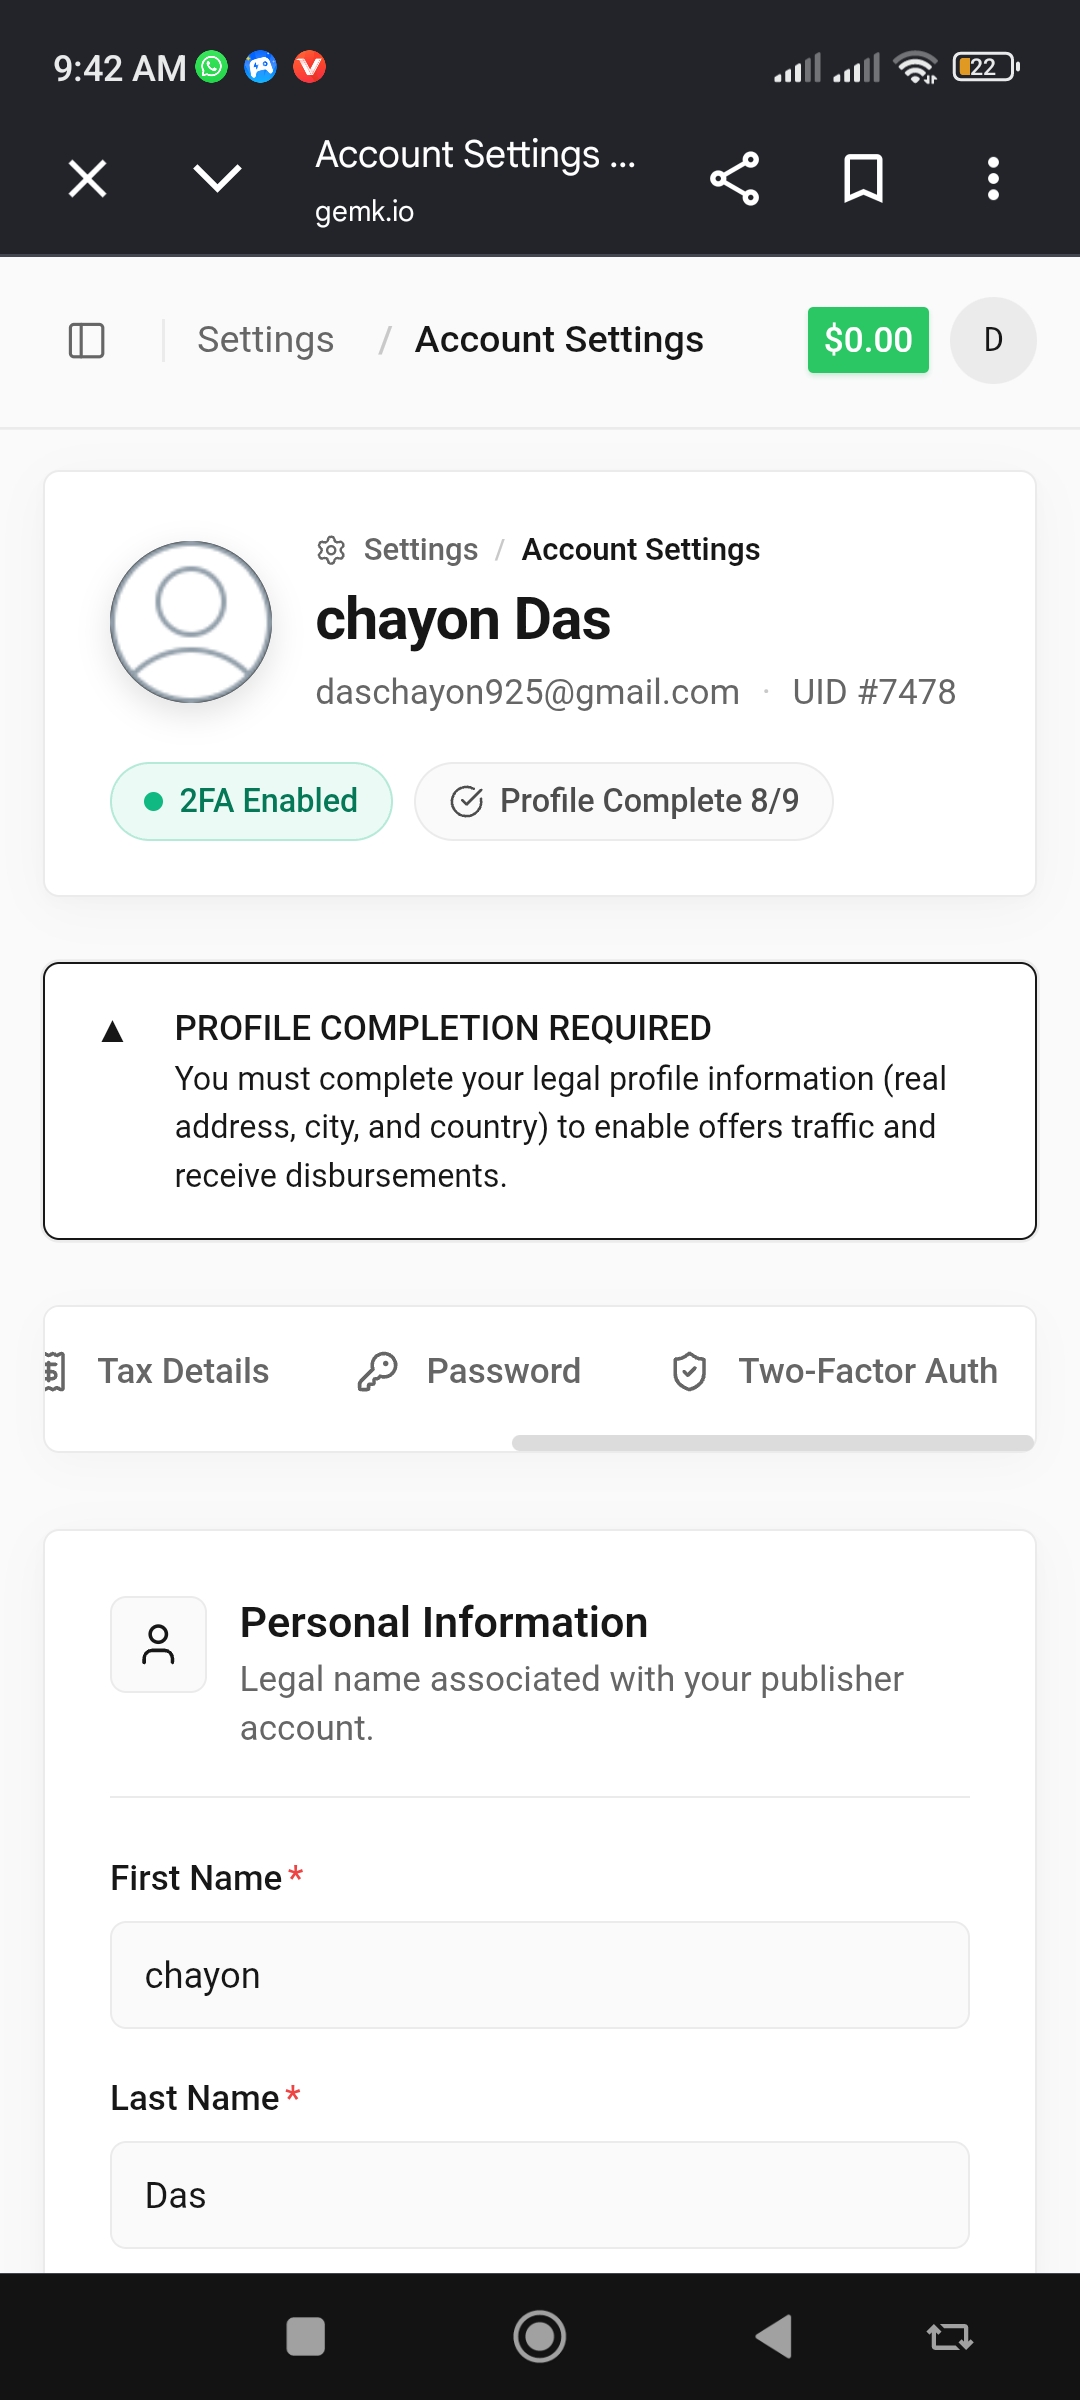 9:42 AM
22
Account Settings ...
gemk.io
Settings / Account Settings
$0.00
D
Settings / Account Settings
chayon Das
daschayon925@gmail.com · UID #7478
2FA Enabled
Profile Complete 8/9
▲ PROFILE COMPLETION REQUIRED
You must complete your legal profile information (real
address, city, and country) to enable offers traffic and
receive disbursements.
Tax Details
Password
Two-Factor Auth
Personal Information
Legal name associated with your publisher
account.
First Name *
chayon
Last Name *
Das